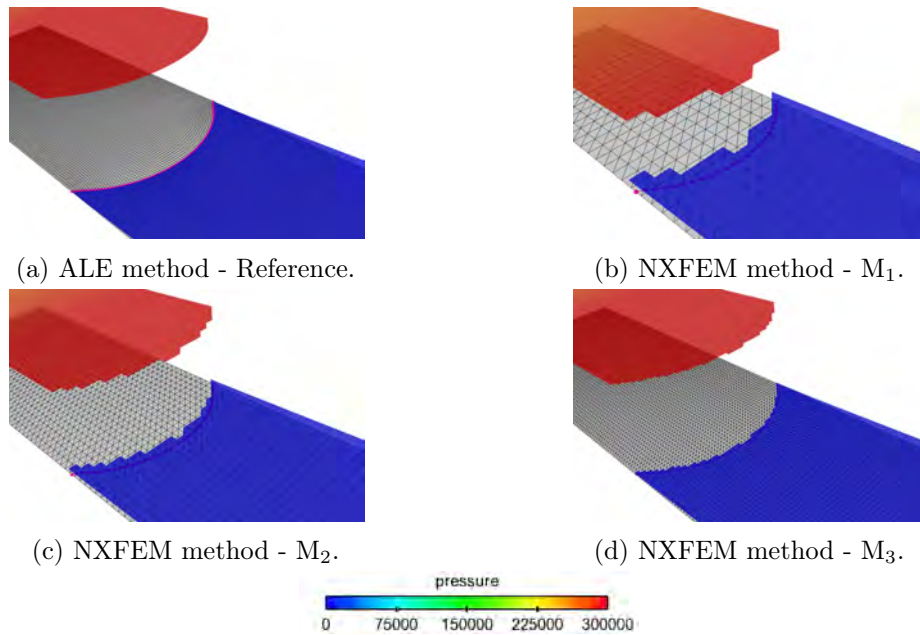 (a) ALE method - Reference.
(b) NXFEM method - M₁.
(c) NXFEM method - M₂.
(d) NXFEM method - M₃.
pressure
0 75000 150000 225000 300000